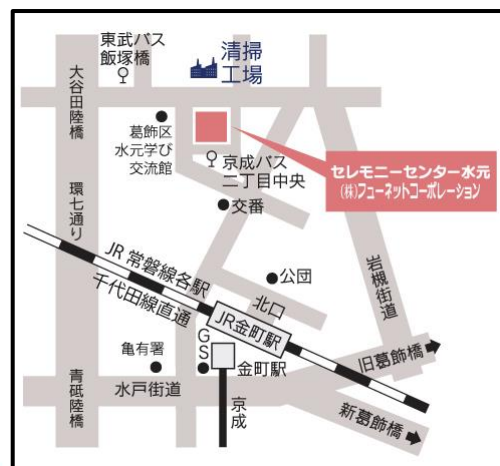 東武バス
飯塚橋
清掃
工場
大谷田陸橋
葛飾区
水元学び
交流館
京成バス
二丁目中央
セレモニーセンター水元
(株)フューネットコーポレーション
交番
環七通り
JR常磐線各駅
千代田線直通
公団
北口
岩槻街道
JR金町駅
旧葛飾橋
亀有署
GS
金町駅
青砥陸橋
水戸街道
京成
新葛飾橋